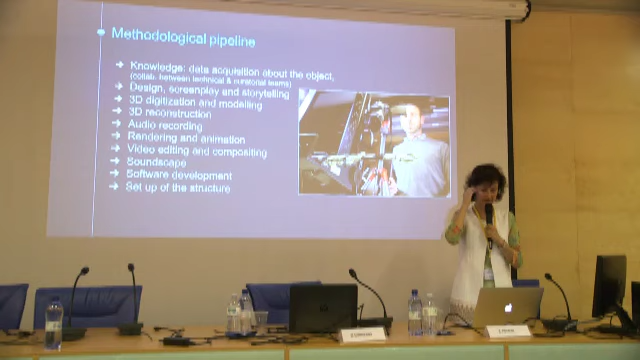 Methodological pipeline
→ Knowledge: data acquisition about the object,
(collab. between technical & curatorial teams)
→ Design, screenplay and storytelling
→ 3D digitization and modelling
→ 3D reconstruction
→ Audio recording
→ Rendering and animation
→ Video editing and compositing
→ Soundscape
→ Software development
→ Set up of the structure